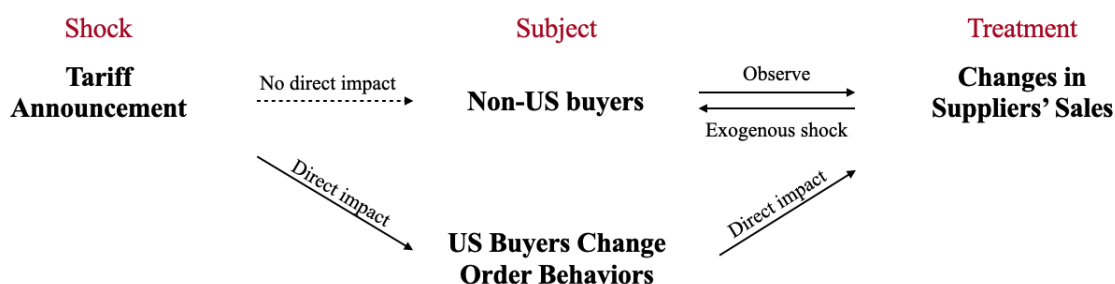 Shock
Subject
Treatment
Tariff
Announcement
No direct impact
Non-US buyers
Observe
Exogenous shock
Changes in
Suppliers’ Sales
Direct impact
Direct impact
US Buyers Change
Order Behaviors